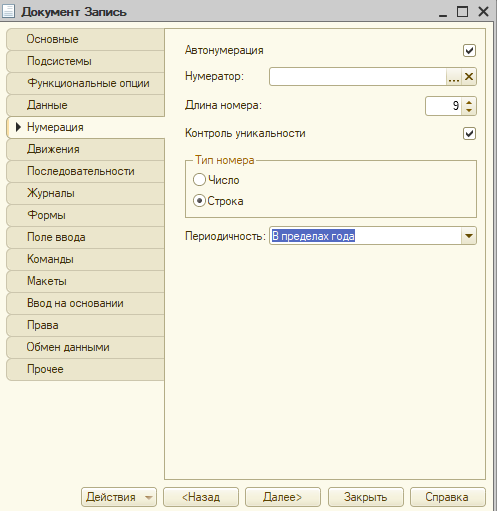 Документ Запись
Основные
Подсистемы
Функциональные опции
Данные
Нумерация
Движения
Последовательности
Журналы
Формы
Поле ввода
Команды
Макеты
Ввод на основании
Права
Обмен данными
Прочее
Автонумерация
Нумератор:
...
Длина номера:
9
Контроль уникальности
Тип номера
Число
Строка
Периодичность:
В пределах года
Действия
<Назад
Далее>
Закрыть
Справка